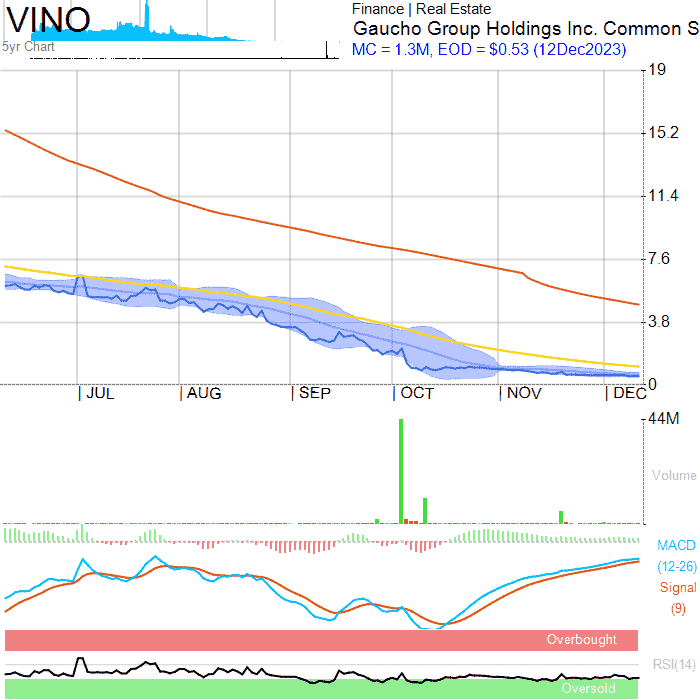 VINO
Finance | Real Estate
Gaucho Group Holdings Inc. Common S
5yr Chart
MC = 1.3M, EOD = $0.53 (12Dec2023)
19
15.2
11.4
7.6
3.8
0
| JUL | AUG | SEP | OCT | NOV | DEC
44M
Volume
MACD
(12-26)
Signal
(9)
Overbought
RSI(14)
Oversold